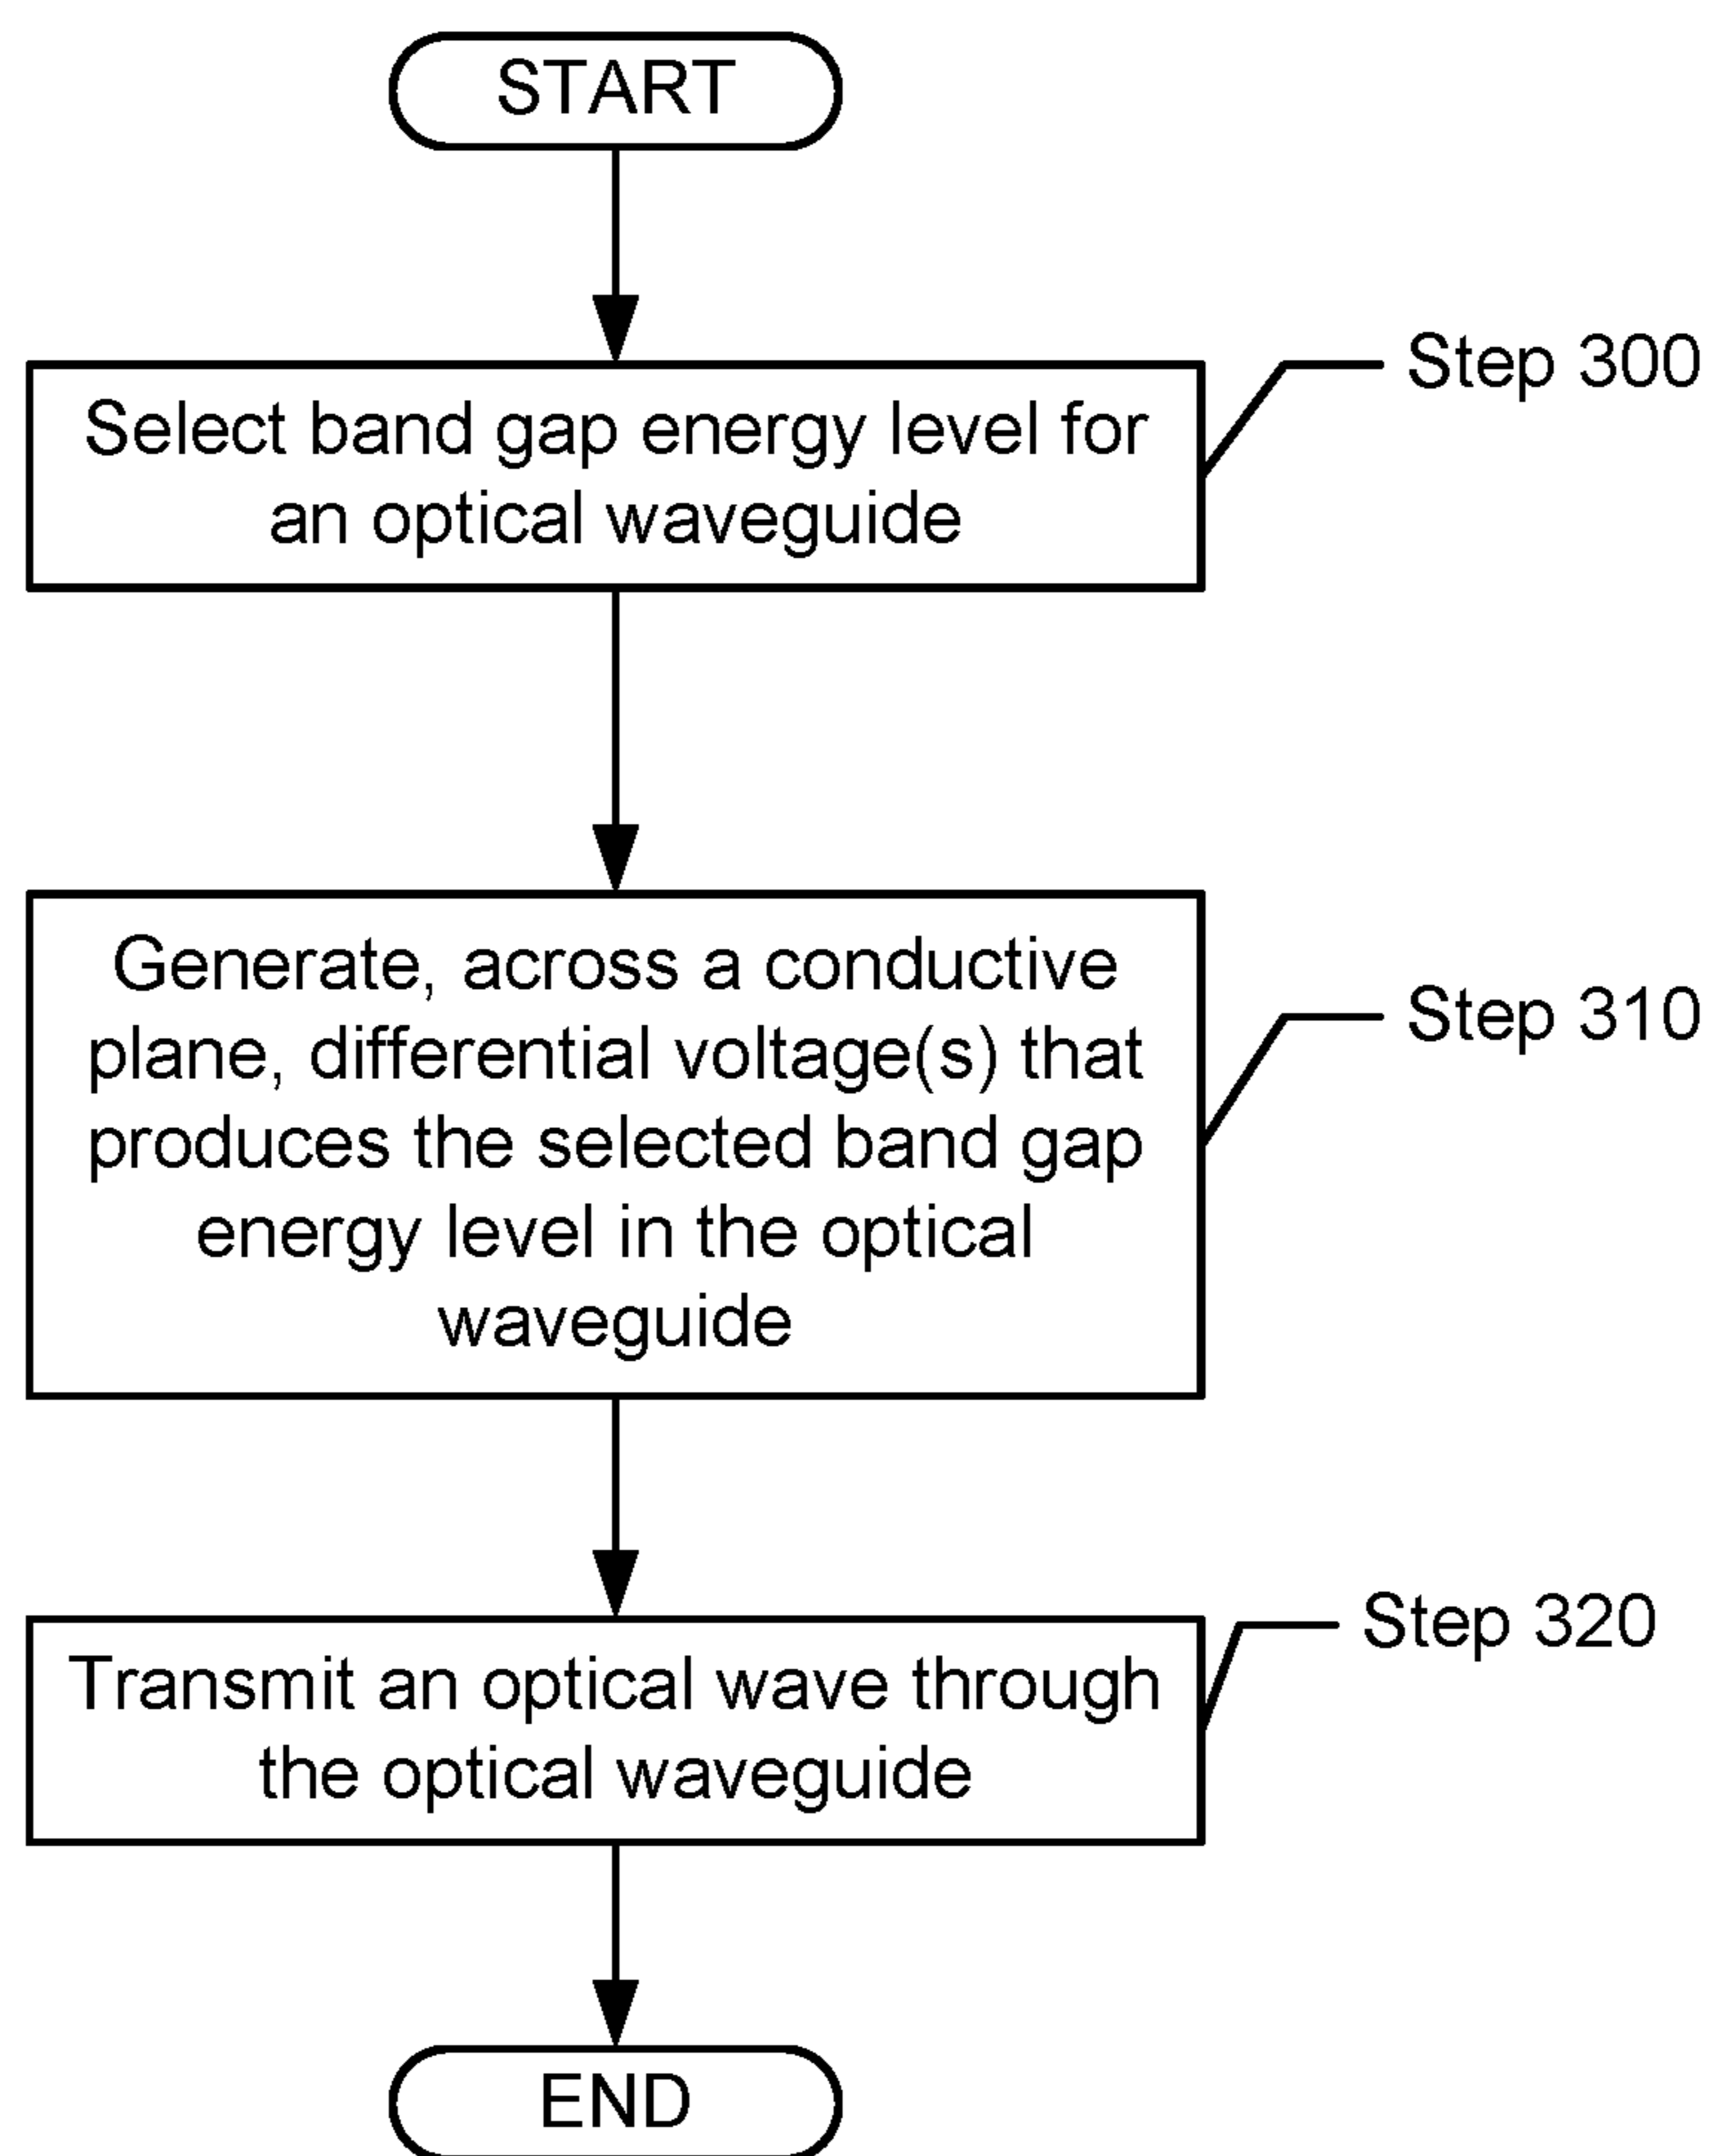 START
Step 300
Select band gap energy level for
an optical waveguide
Generate, across a conductive
plane, differential voltage(s) that
produces the selected band gap
energy level in the optical
waveguide
Step 310
Step 320
Transmit an optical wave through
the optical waveguide
END